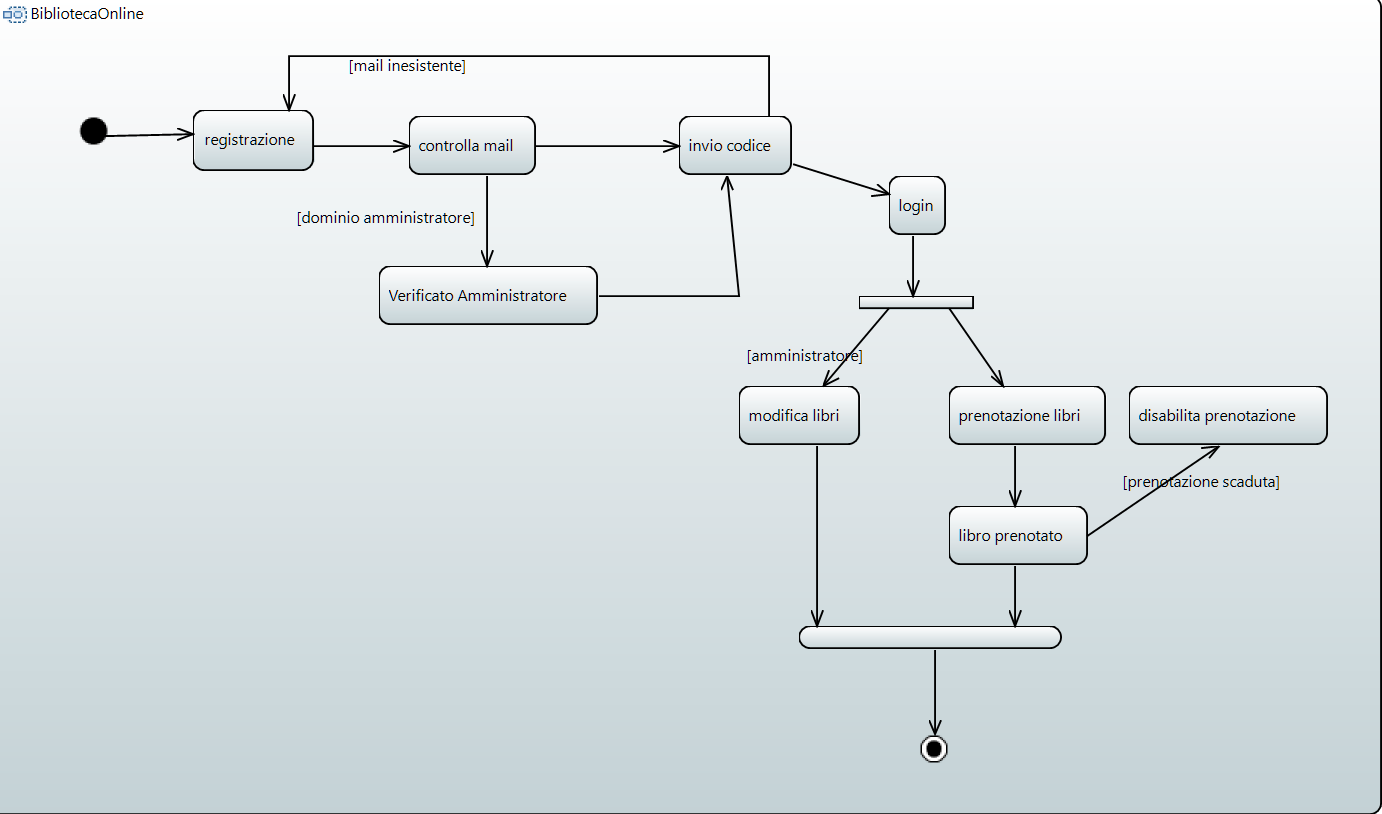 BibliotecaOnline
[mail inesistente]
registrazione
controlla mail
invio codice
login
[dominio amministratore]
Verificato Amministratore
[amministratore]
modifica libri
prenotazione libri
disabilita prenotazione
[prenotazione scaduta]
libro prenotato